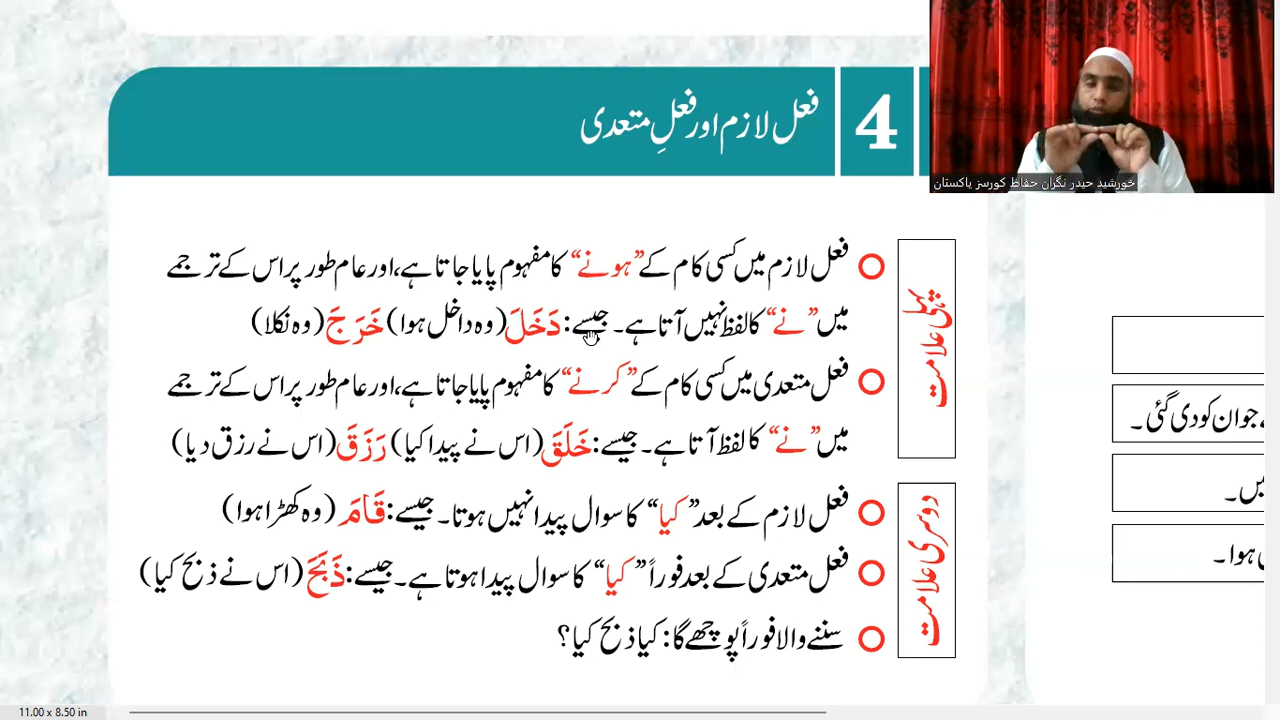 4
فعل لازم اور فعلِ متعدی
خورشید حیدر نگران حفاظ کورسز پاکستان
پہلی علامت
فعل لازم میں کسی کام کے ”ہونے“ کا مفہوم پایا جاتا ہے، اور عام طور پر اس کے ترجمے
میں ”نے“ کا لفظ نہیں آتا ہے۔ جیسے: دَخَلَ (وہ داخل ہوا) خَرَجَ (وہ نکلا)
فعل متعدی میں کسی کام کے ”کرنے“ کا مفہوم پایا جاتا ہے، اور عام طور پر اس کے ترجمے
میں ”نے“ کا لفظ آتا ہے۔ جیسے: خَلَقَ (اس نے پیدا کیا) رَزَقَ (اس نے رزق دیا)
دوسری علامت
فعل لازم کے بعد ”کیا“ کا سوال پیدا نہیں ہوتا۔ جیسے: قَامَ (وہ کھڑا ہوا)
فعل متعدی کے بعد فوراً ”کیا“ کا سوال پیدا ہوتا ہے۔ جیسے: ذَبَحَ (اس نے ذبح کیا)
سننے والا فوراً پوچھے گا: کیا ذبح کیا؟
، جو ان کو دی گئی۔
ہوا۔
11.00 x 8.50 in